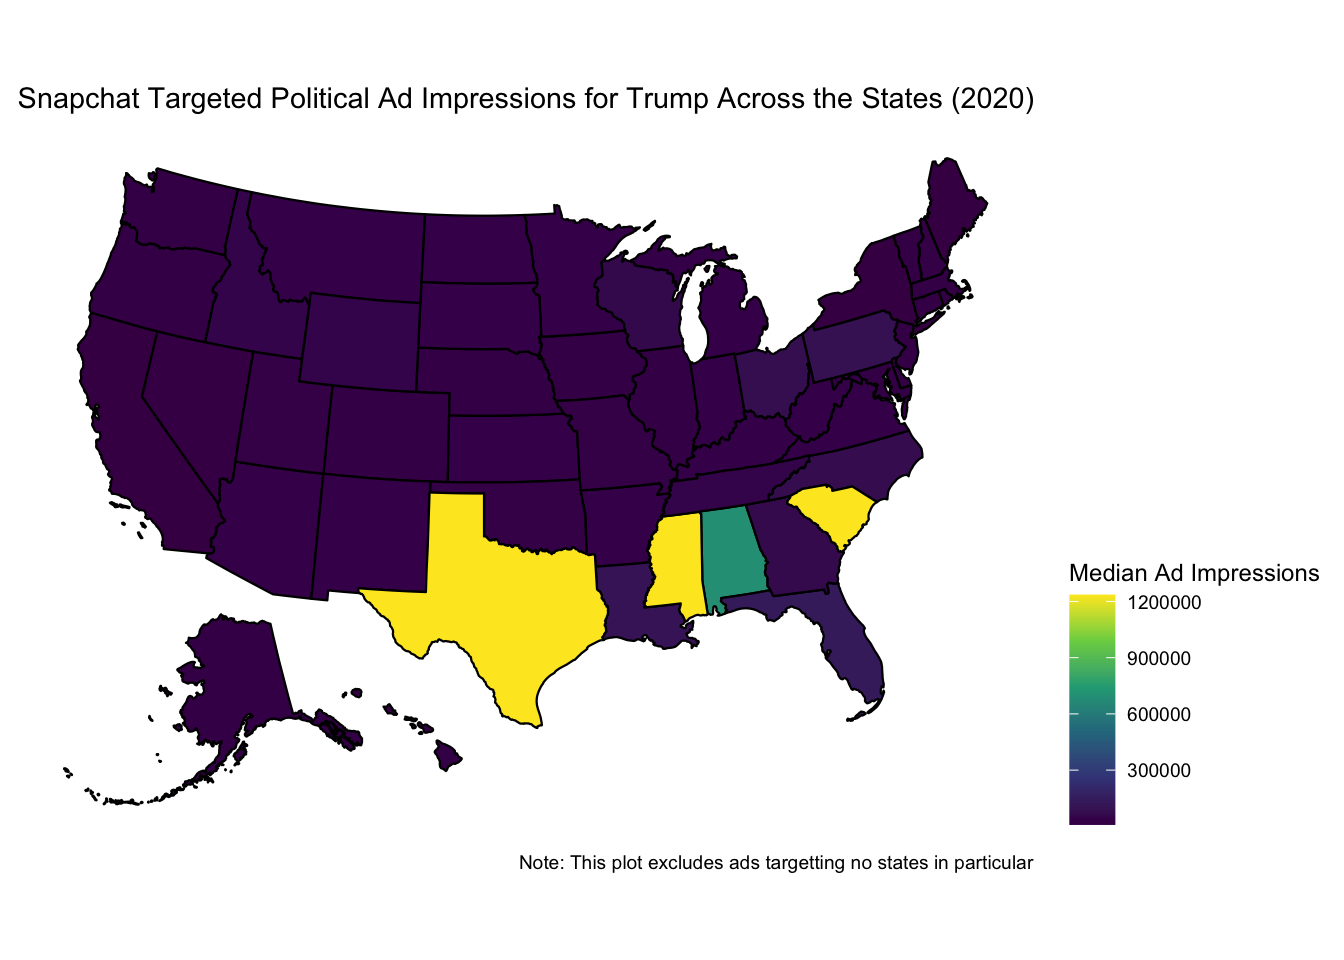 Snapchat Targeted Political Ad Impressions for Trump Across the States (2020)
Median Ad Impressions
1200000
900000
600000
300000
Note: This plot excludes ads targetting no states in particular